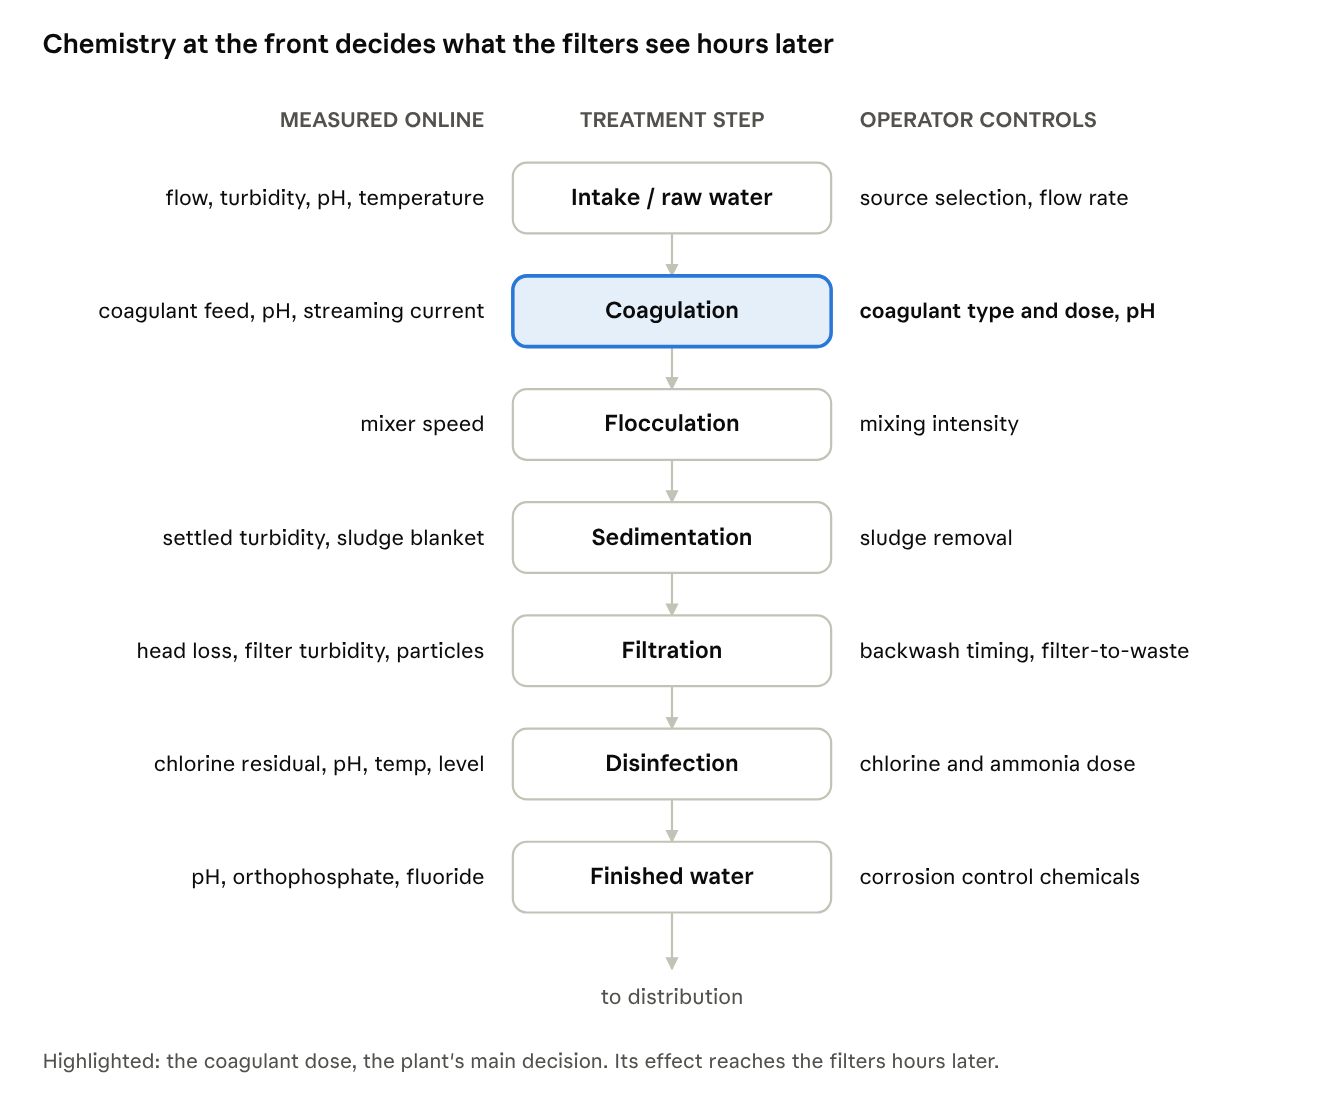 Chemistry at the front decides what the filters see hours later
MEASURED ONLINE
TREATMENT STEP
OPERATOR CONTROLS
flow, turbidity, pH, temperature
Intake / raw water
source selection, flow rate
coagulant feed, pH, streaming current
Coagulation
coagulant type and dose, pH
mixer speed
Flocculation
mixing intensity
settled turbidity, sludge blanket
Sedimentation
sludge removal
head loss, filter turbidity, particles
Filtration
backwash timing, filter-to-waste
chlorine residual, pH, temp, level
Disinfection
chlorine and ammonia dose
pH, orthophosphate, fluoride
Finished water
corrosion control chemicals
to distribution
Highlighted: the coagulant dose, the plant's main decision. Its effect reaches the filters hours later.